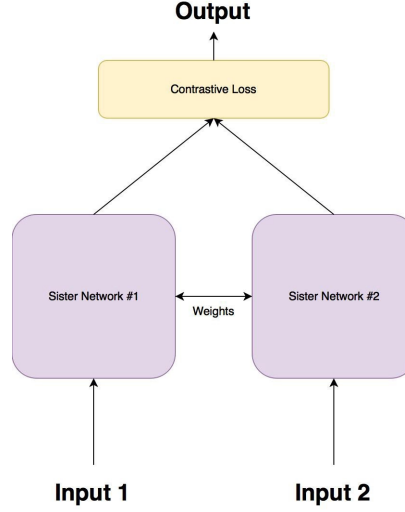 Output
Contrastive Loss
Sister Network #1
Sister Network #2
Weights
Input 1
Input 2